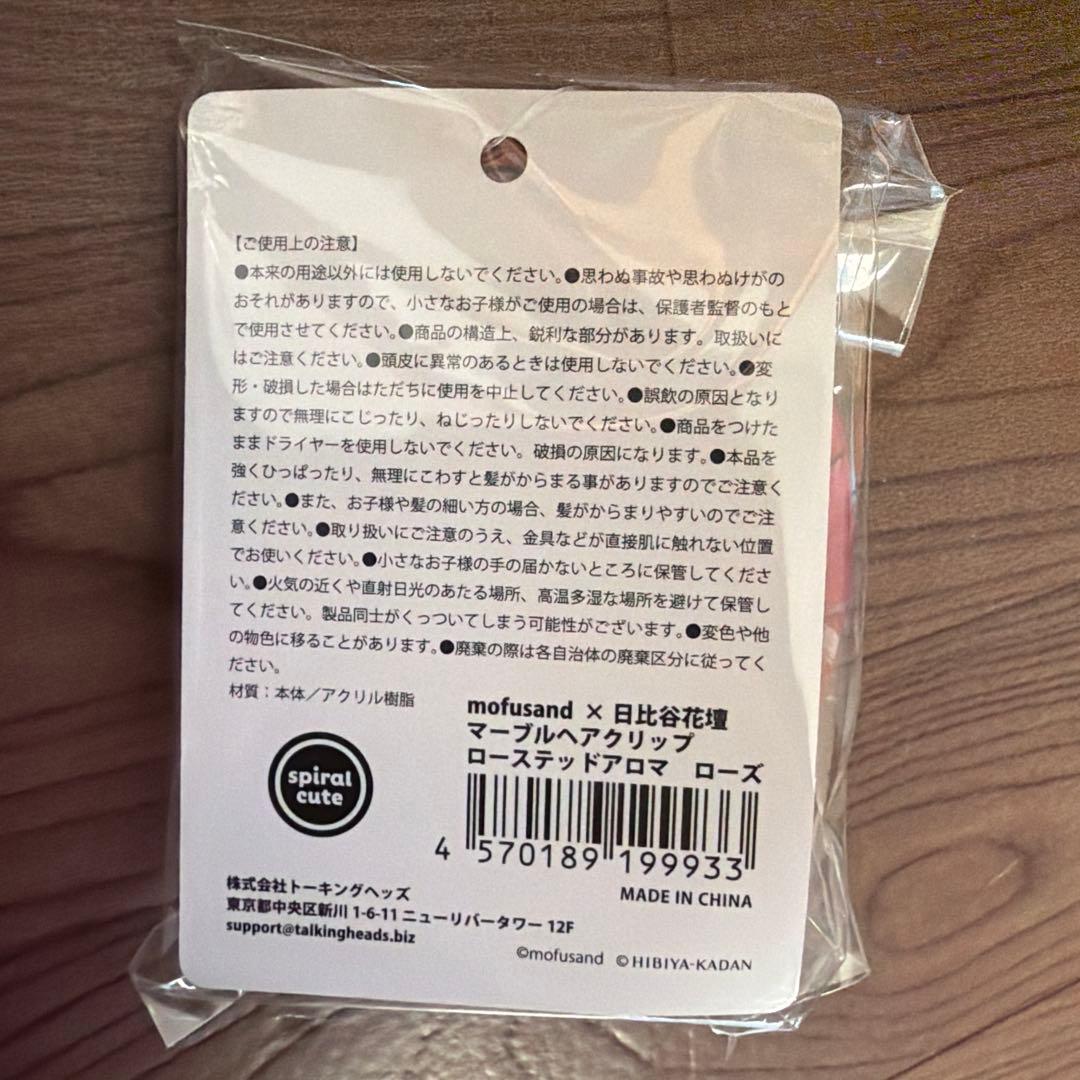 【ご使用上の注意】
●本来の用途以外には使用しないでください。●思わぬ事故や思わぬけがの
おそれがありますので、小さなお子様がご使用の場合は、保護者監督のもと
で使用させてください。●商品の構造上、鋭利な部分があります。取扱いに
はご注意ください。●頭皮に異常のあるときは使用しないでください。●変
形・破損した場合はただちに使用を中止してください。●誤飲の原因となり
ますので無理にこじったり、ねじったりしないでください。●商品をつけた
ままドライヤーを使用しないでください。破損の原因になります。●本品を
強くひっぱったり、無理にこわすと髪がからまる事がありますのでご注意く
ださい。●また、お子様や髪の細い方の場合、髪がからまりやすいのでご注
意ください。●取り扱いにご注意のうえ、金具などが直接肌に触れない位置
でお使いください。●小さなお子様の手の届かないところに保管してくださ
い。●火気の近くや直射日光のあたる場所、高温多湿な場所を避けて保管し
てください。製品同士がくっついてしまう可能性がございます。●変色や他
の物色に移ることがあります。●廃棄の際は各自治体の廃棄区分に従ってく
ださい。
材質：本体／アクリル樹脂
mofusand × 日比谷花壇
マーブルヘアクリップ
ローステッドアロマ　ローズ
spiral
cute
4 570189 199933
MADE IN CHINA
株式会社トーキングヘッズ
東京都中央区新川 1-6-11 ニューリバータワー 12F
support@talkingheads.biz
©mofusand ©HIBIYA-KADAN